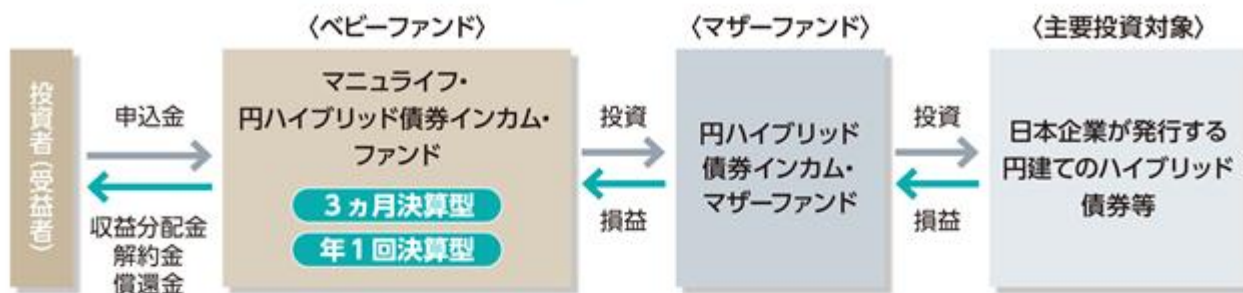 〈ベビーファンド〉
〈マザーファンド〉
〈主要投資対象〉
投資者(受益者)
申込金
収益分配金
解約金
償還金
マニュライフ・
円ハイブリッド債券インカム・
ファンド
3ヵ月決算型
年1回決算型
投資
損益
円ハイブリッド
債券インカム・
マザーファンド
投資
損益
日本企業が発行する
円建てのハイブリッド
債券等